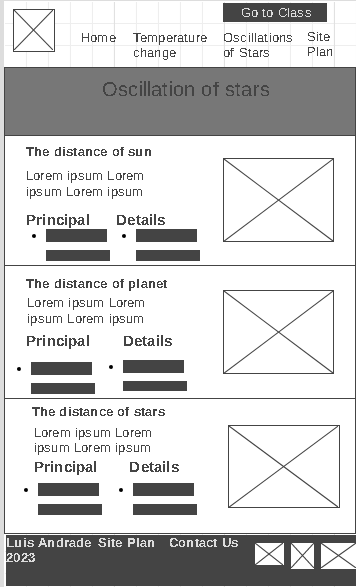 Go to Class
Home Temperature change Oscillations of Stars Site Plan
Oscillation of stars
The distance of sun
Lorem ipsum Lorem
ipsum Lorem ipsum
Principal Details
The distance of planet
Lorem ipsum Lorem
ipsum Lorem ipsum
Principal Details
The distance of stars
Lorem ipsum Lorem
ipsum Lorem ipsum
Principal Details
Luis Andrade Site Plan Contact Us
2023